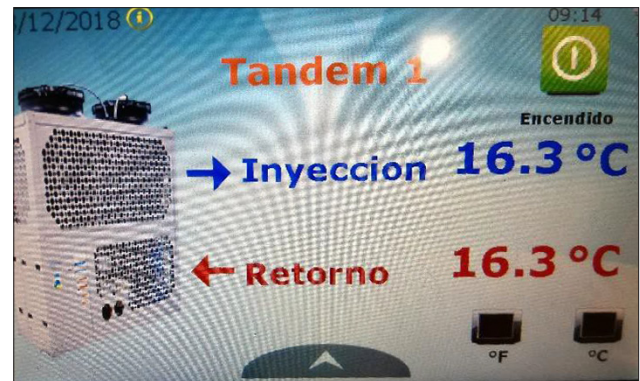 /12/2018
09:14
Tandem 1
Encendido
Inyeccion 16.3 °C
Retorno 16.3 °C
°F °C